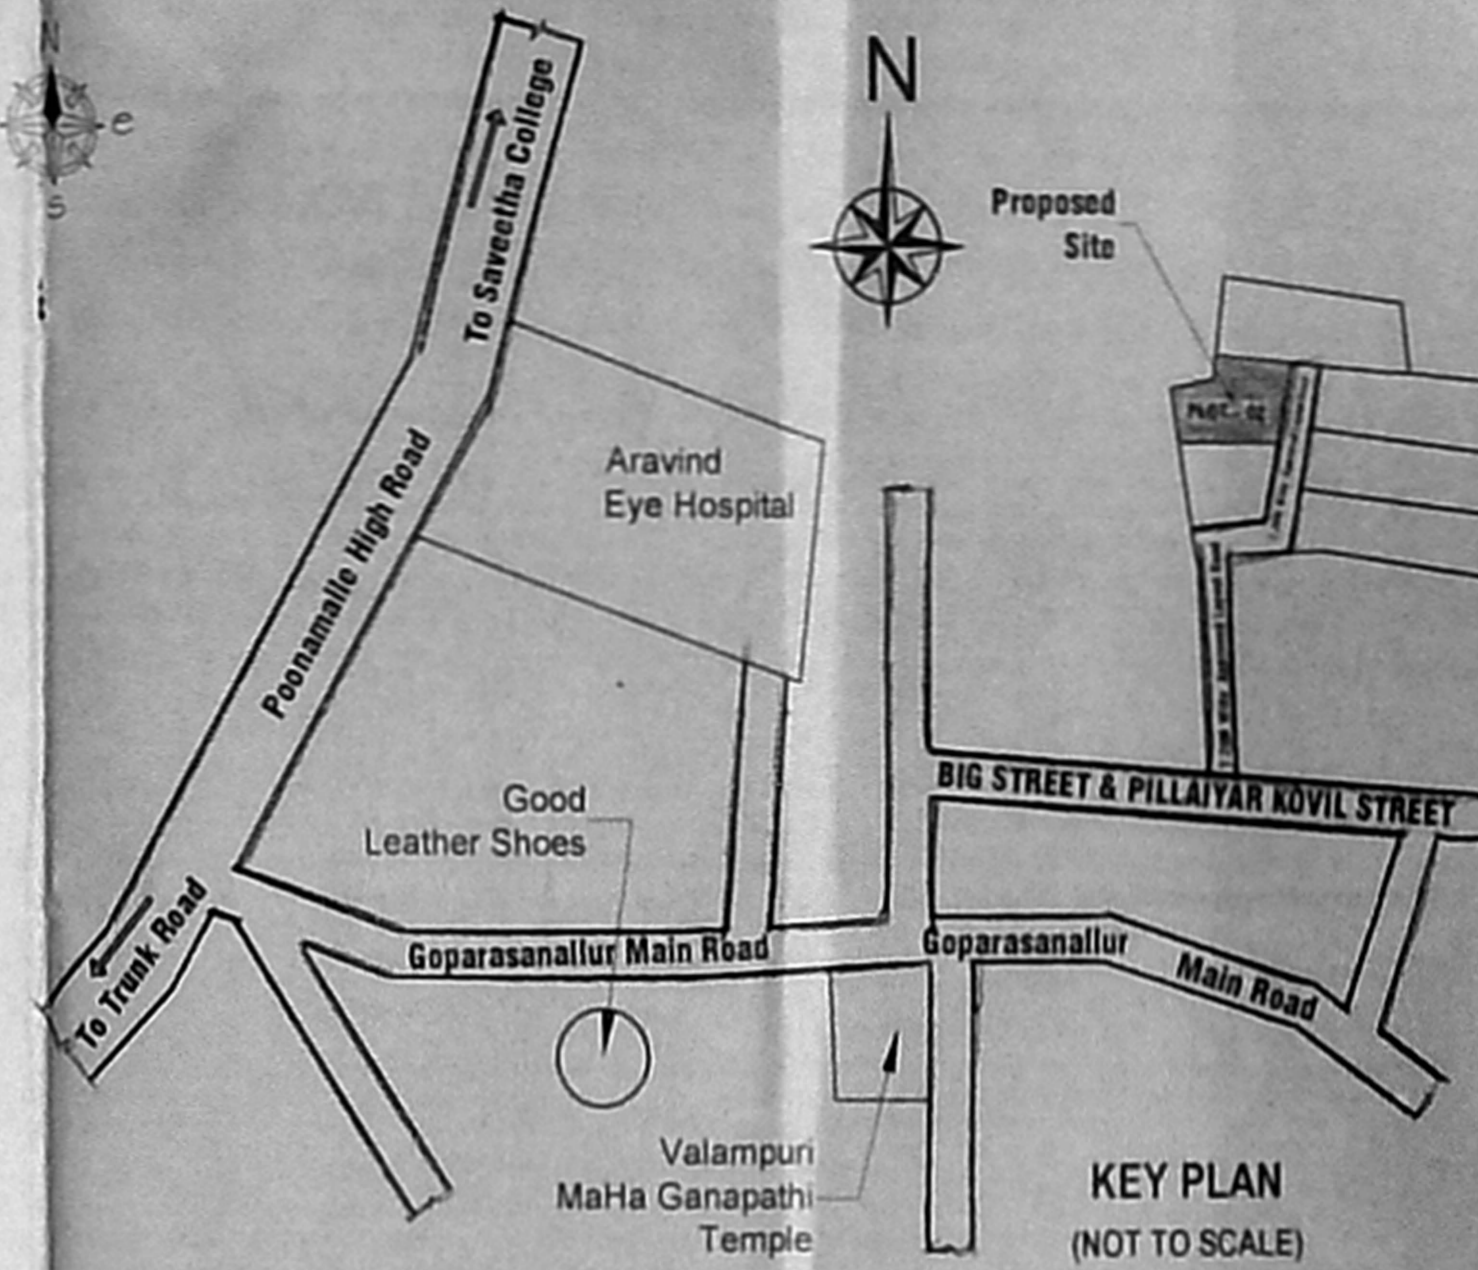 N
e
s
N
To Saveetha College
Proposed
Site
Poonamalle High Road
Aravind
Eye Hospital
BIG STREET & PILLAIYAR KOVIL STREET
Good
Leather Shoes
To Trunk Road
Goparasanallur Main Road
Goparasanallur
Main Road
Valampuri
MaHa Ganapathi
Temple
KEY PLAN
(NOT TO SCALE)